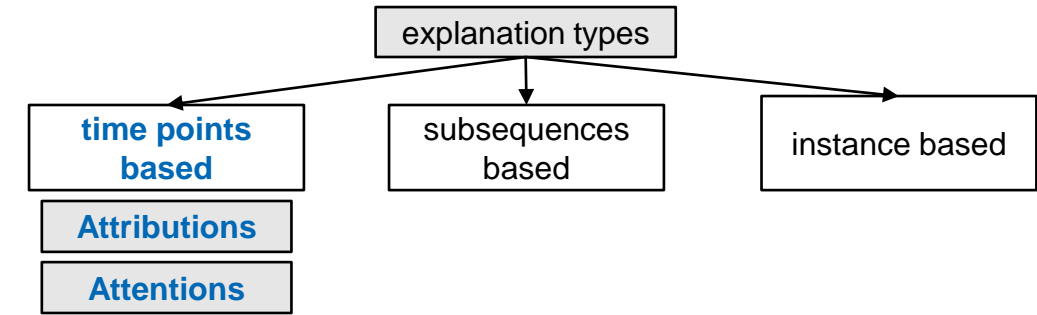 explanation types
time points
based
subsequences
based
instance based
Attributions
Attentions